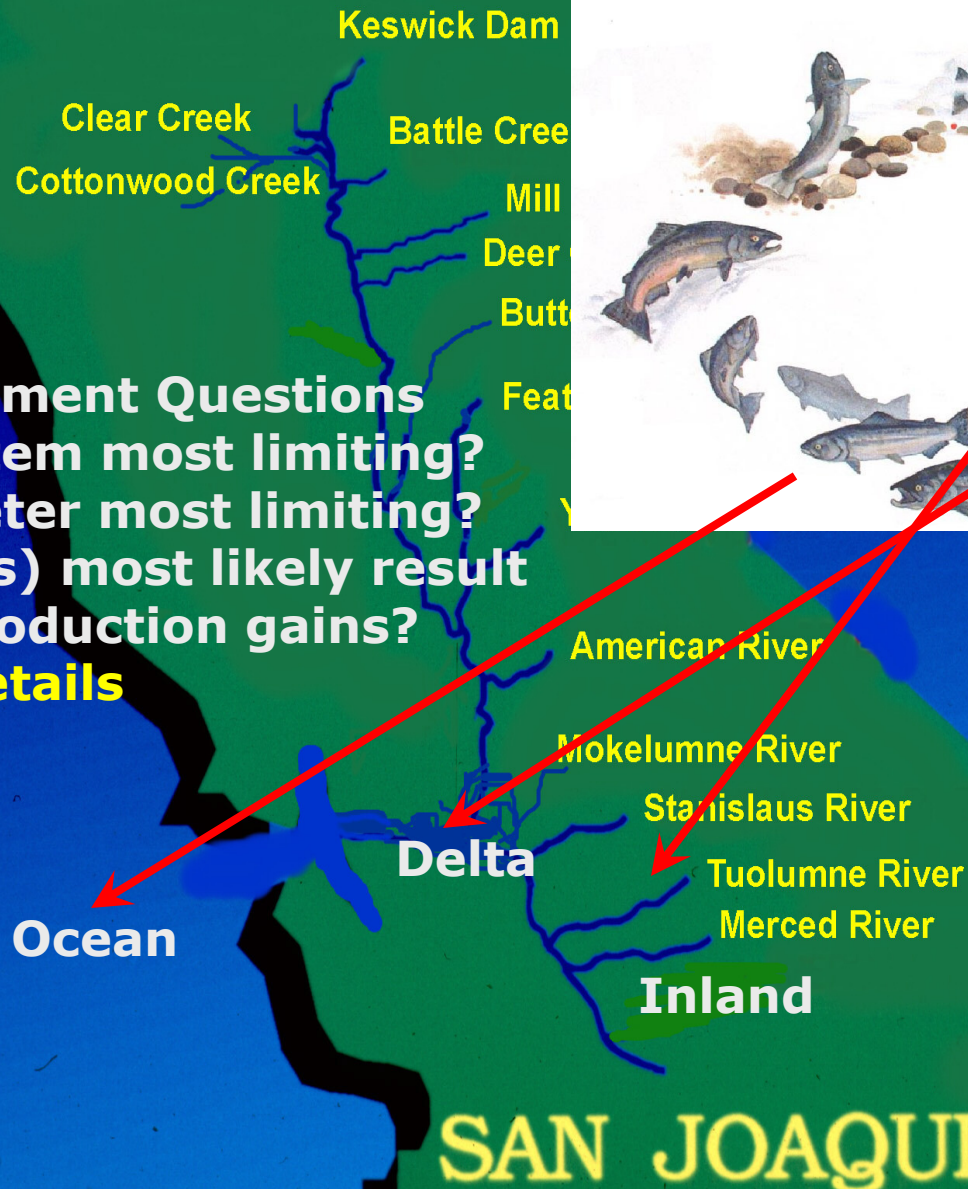 Keswick Dam
Clear Creek
Battle Cree
Cottonwood Creek
Mill
Deer
Butt
ment Questions
Feat
tem most limiting?
eter most limiting?
Y
s) most likely result
oduction gains?
American River
etails
Mokelumne River
Stanislaus River
Delta
Tuolumne River
Merced River
Ocean
Inland
SAN JOAQUI